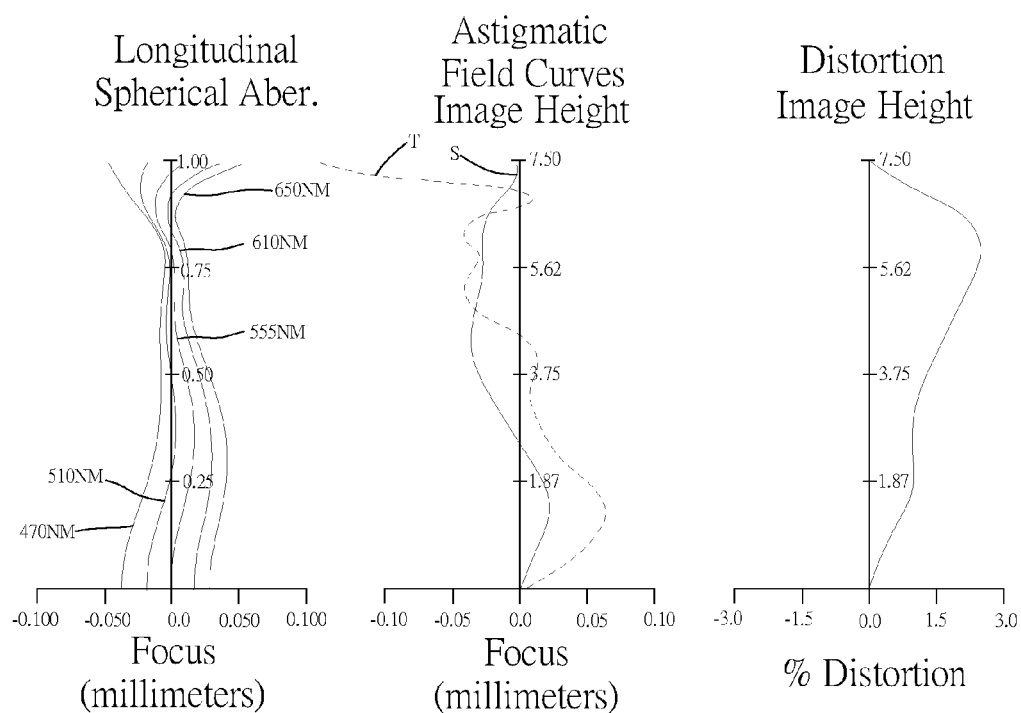 Longitudinal
Spherical Aber.
1.00
650NM
610NM
0.75
555NM
0.50
510NM
0.25
470NM
-0.100 -0.050 0.0 0.050 0.100
Focus
(millimeters)
Astigmatic
Field Curves
Image Height
T
S
7.50
5.62
3.75
1.87
-0.10 -0.05 0.0 0.05 0.10
Focus
(millimeters)
Distortion
Image Height
7.50
5.62
3.75
1.87
-3.0 -1.5 0.0 1.5 3.0
% Distortion